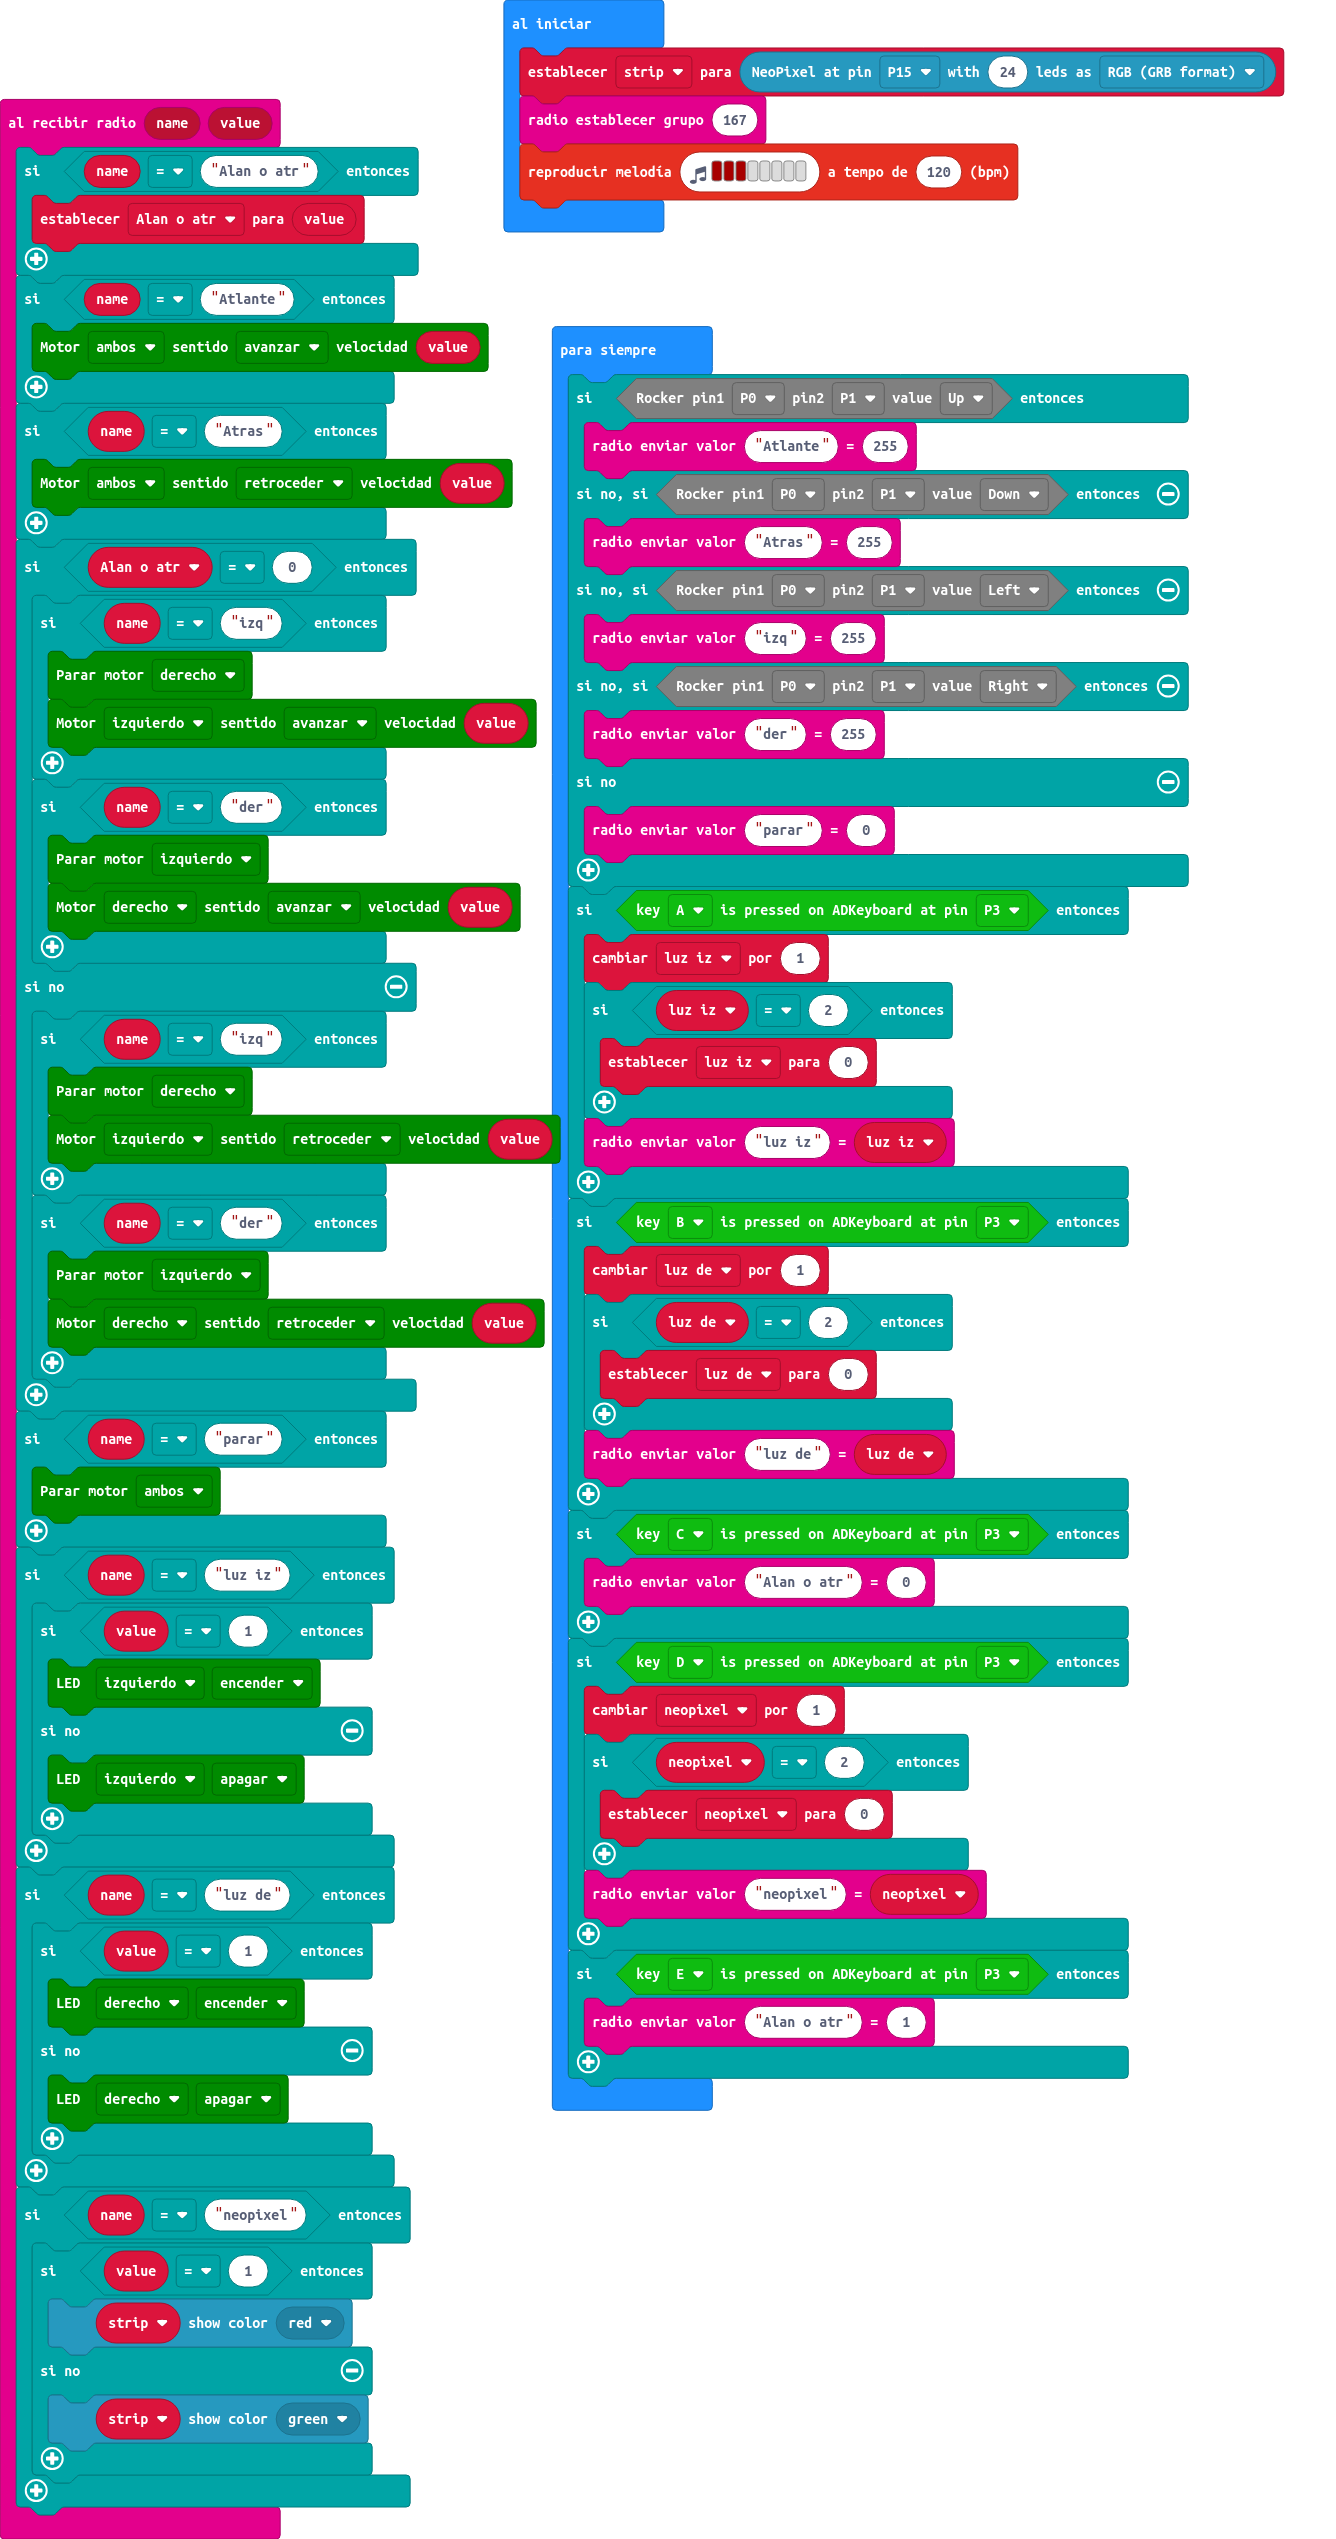 al iniciar
establecer strip para NeoPixel at pin P15 with 24 leds as RGB (GRB format)
radio establecer grupo 167
reproducir melodía a tempo de 120 (bpm)
al recibir radio name value
si name = "Alan o atr" entonces
establecer Alan o atr para value
si name = "Atlante" entonces
Motor ambos sentido avanzar velocidad value
si name = "Atras" entonces
Motor ambos sentido retroceder velocidad value
si Alan o atr = 0 entonces
si name = "izq" entonces
Parar motor derecho
Motor izquierdo sentido avanzar velocidad value
si name = "der" entonces
Parar motor izquierdo
Motor derecho sentido avanzar velocidad value
si no
si name = "izq" entonces
Parar motor derecho
Motor izquierdo sentido retroceder velocidad value
si name = "der" entonces
Parar motor izquierdo
Motor derecho sentido retroceder velocidad value
si name = "parar" entonces
Parar motor ambos
si name = "luz iz" entonces
si value = 1 entonces
LED izquierdo encender
si no
LED izquierdo apagar
si name = "luz de" entonces
si value = 1 entonces
LED derecho encender
si no
LED derecho apagar
si name = "neopixel" entonces
si value = 1 entonces
strip show color red
si no
strip show color green
para siempre
si Rocker pin1 P0 pin2 P1 value Up entonces
radio enviar valor "Atlante" = 255
si no, si Rocker pin1 P0 pin2 P1 value Down entonces
radio enviar valor "Atras" = 255
si no, si Rocker pin1 P0 pin2 P1 value Left entonces
radio enviar valor "izq" = 255
si no, si Rocker pin1 P0 pin2 P1 value Right entonces
radio enviar valor "der" = 255
si no
radio enviar valor "parar" = 0
si key A is pressed on ADKeyboard at pin P3 entonces
cambiar luz iz por 1
si luz iz = 2 entonces
establecer luz iz para 0
radio enviar valor "luz iz" = luz iz
si key B is pressed on ADKeyboard at pin P3 entonces
cambiar luz de por 1
si luz de = 2 entonces
establecer luz de para 0
radio enviar valor "luz de" = luz de
si key C is pressed on ADKeyboard at pin P3 entonces
radio enviar valor "Alan o atr" = 0
si key D is pressed on ADKeyboard at pin P3 entonces
cambiar neopixel por 1
si neopixel = 2 entonces
establecer neopixel para 0
radio enviar valor "neopixel" = neopixel
si key E is pressed on ADKeyboard at pin P3 entonces
radio enviar valor "Alan o atr" = 1